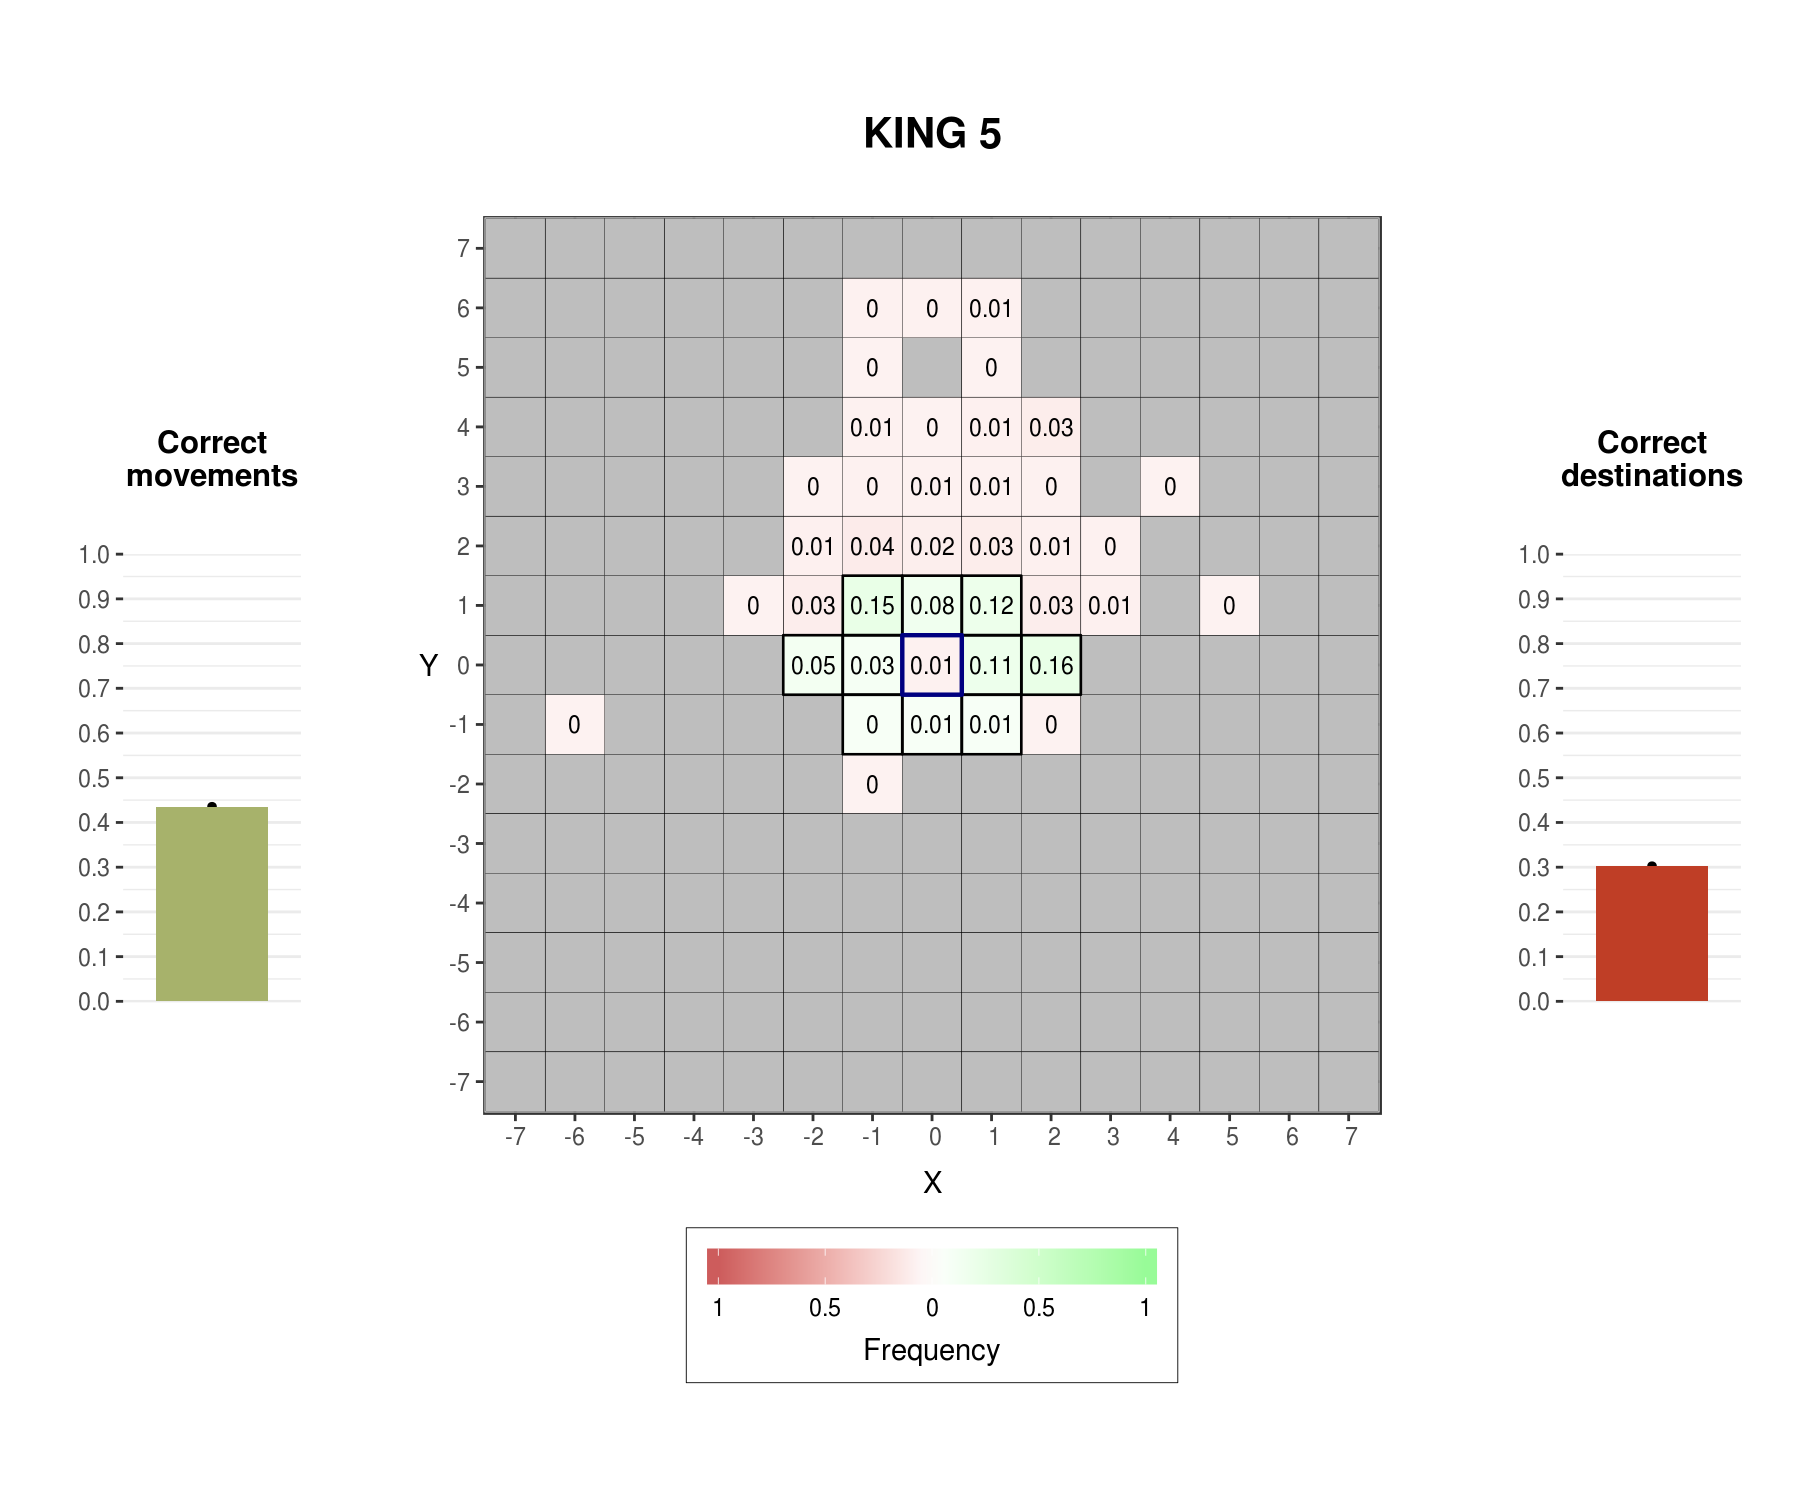 KING 5
Correct
movements
1.0
0.9
0.8
0.7
0.6
0.5
0.4
0.3
0.2
0.1
0.0
Y
7
6 0 0 0.01
5 0 0
4 0.01 0 0.01 0.03
3 0 0 0.01 0.01 0 0
2 0.01 0.04 0.02 0.03 0.01 0
1 0 0.03 0.15 0.08 0.12 0.03 0.01 0
0 0.05 0.03 0.01 0.11 0.16
-1 0 0 0.01 0.01 0
-2 0
-3
-4
-5
-6
-7
-7 -6 -5 -4 -3 -2 -1 0 1 2 3 4 5 6 7
X
1 0.5 0 0.5 1
Frequency
Correct
destinations
1.0
0.9
0.8
0.7
0.6
0.5
0.4
0.3
0.2
0.1
0.0